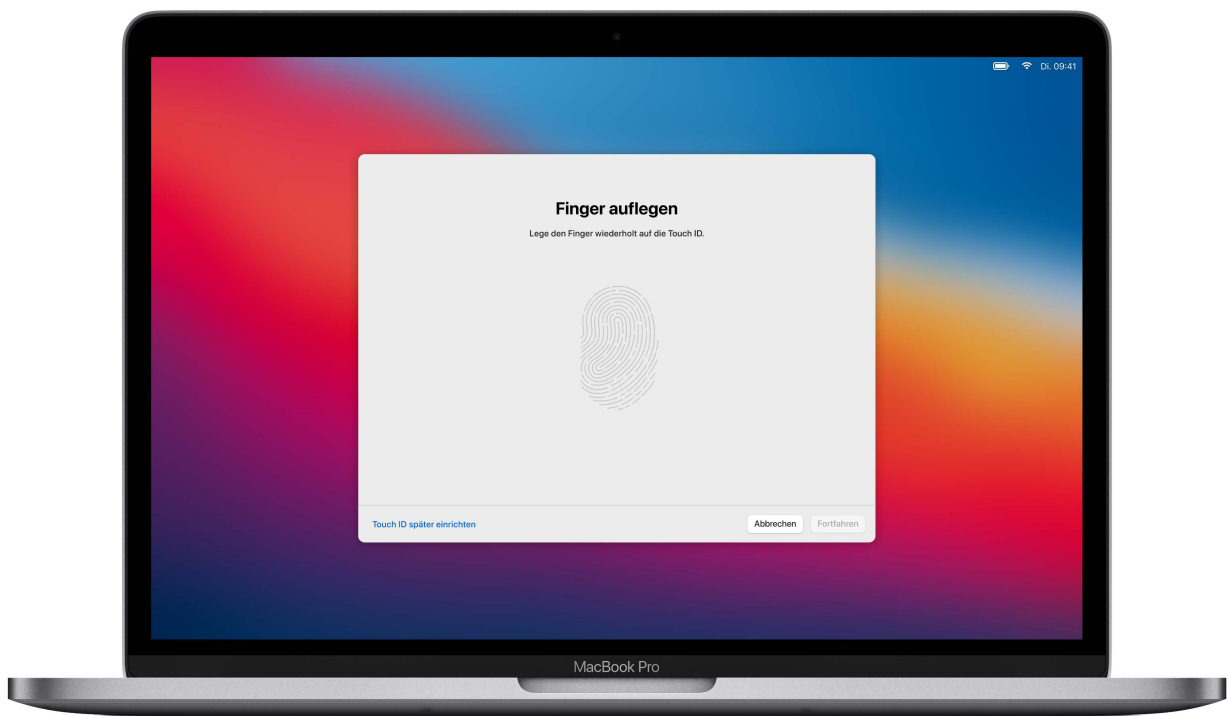 Di. 09:41
Finger auflegen
Lege den Finger wiederholt auf die Touch ID.
Touch ID später einrichten
Abbrechen
Fortfahren
MacBook Pro